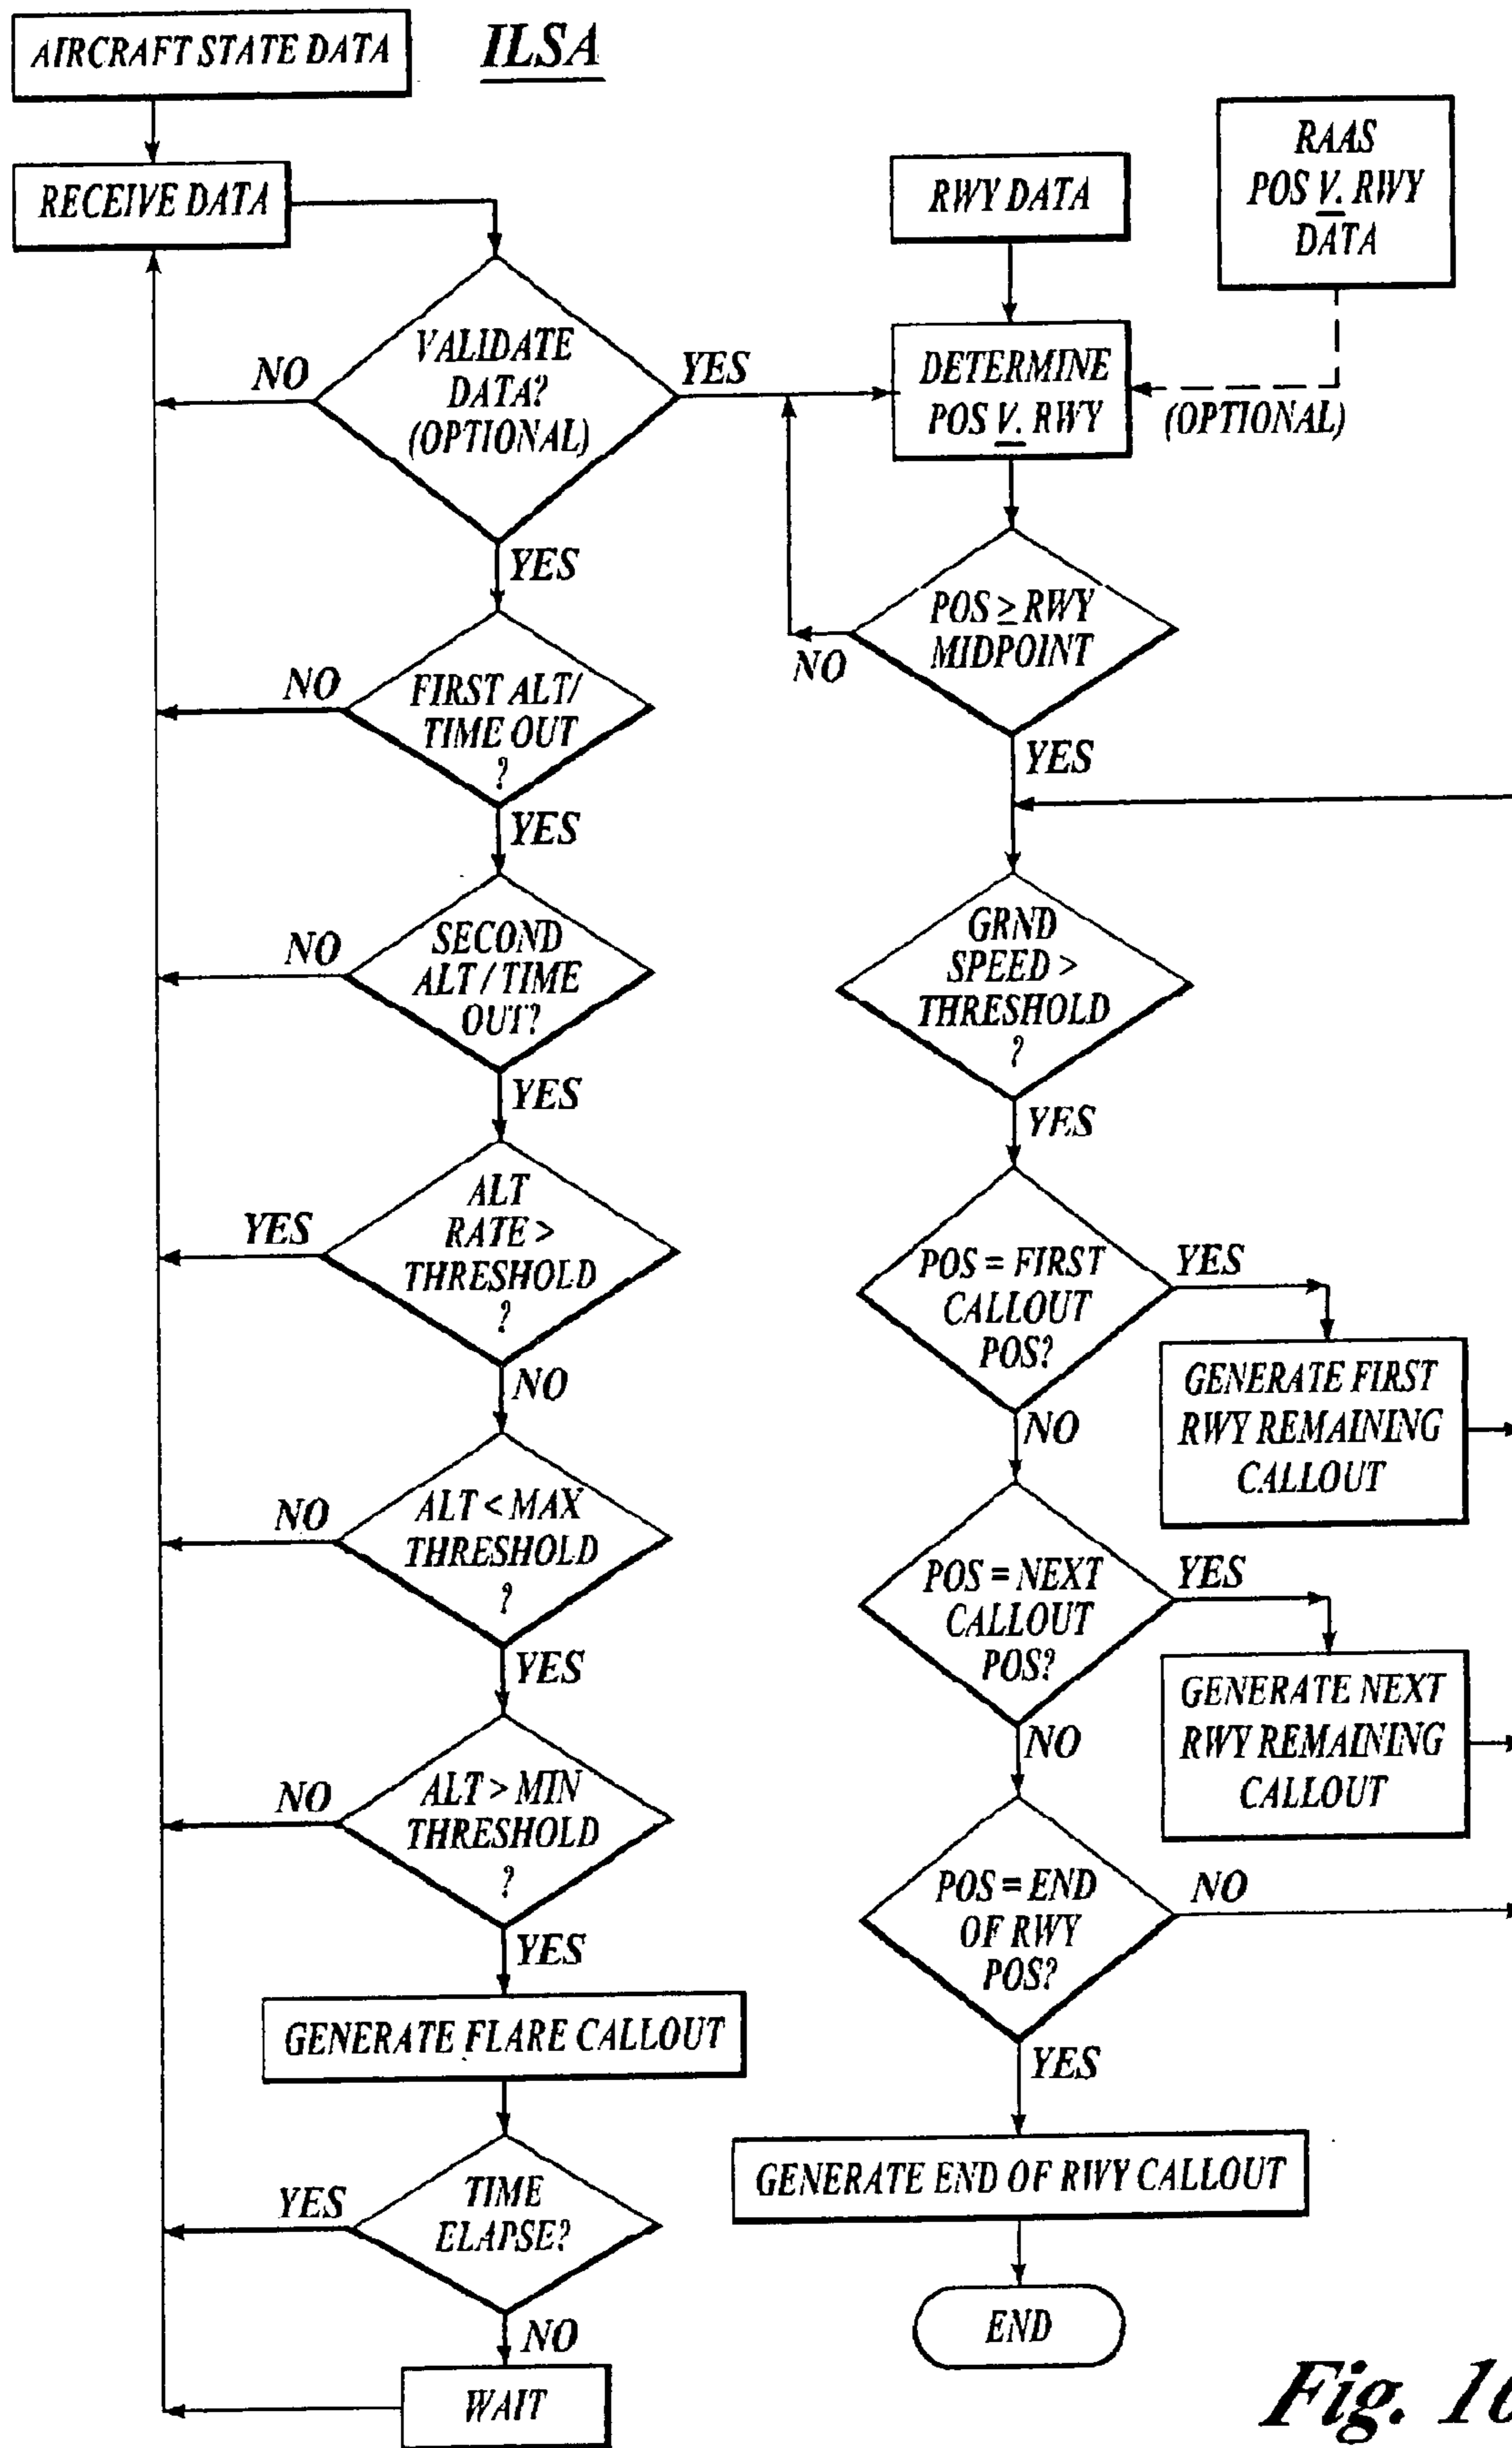 AIRCRAFT STATE DATA
ILSA
RECEIVE DATA
VALIDATE
DATA?
(OPTIONAL)
NO
YES
YES
FIRST ALT/
TIME OUT
?
NO
YES
SECOND
ALT / TIME
OUT?
NO
YES
ALT
RATE >
THRESHOLD
?
YES
NO
ALT < MAX
THRESHOLD
?
NO
YES
ALT > MIN
THRESHOLD
?
NO
YES
GENERATE FLARE CALLOUT
TIME
ELAPSE?
YES
NO
WAIT
RWY DATA
RAAS
POS V. RWY
DATA
DETERMINE
POS V. RWY
(OPTIONAL)
POS ≥ RWY
MIDPOINT
NO
YES
GRND
SPEED >
THRESHOLD
?
YES
POS = FIRST
CALLOUT
POS?
YES
GENERATE FIRST
RWY REMAINING
CALLOUT
NO
POS = NEXT
CALLOUT
POS?
YES
GENERATE NEXT
RWY REMAINING
CALLOUT
NO
POS = END
OF RWY
POS?
NO
YES
GENERATE END OF RWY CALLOUT
END
Fig.